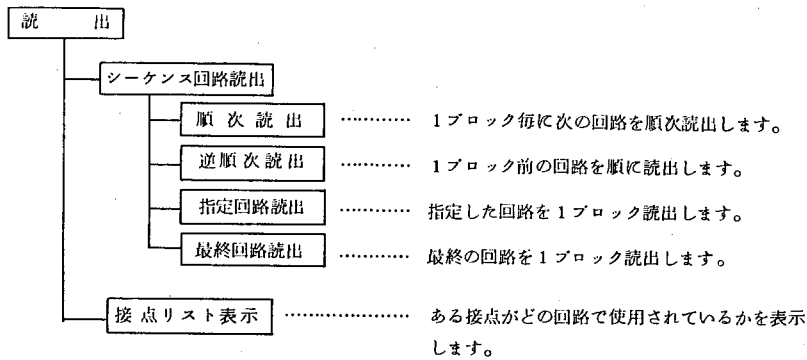 読出
シーケンス回路読出
順次読出 ………… 1ブロック毎に次の回路を順次読出します。
逆順次読出 ………… 1ブロック前の回路を順に読出します。
指定回路読出 ………… 指定した回路を1ブロック読出します。
最終回路読出 ………… 最終の回路を1ブロック読出します。
接点リスト表示 ………………… ある接点がどの回路で使用されているかを表示
します。